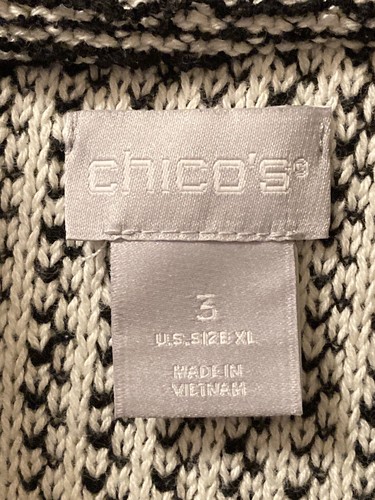 chico's®
3
U.S.SIZE:XL
MADE IN
VIETNAM